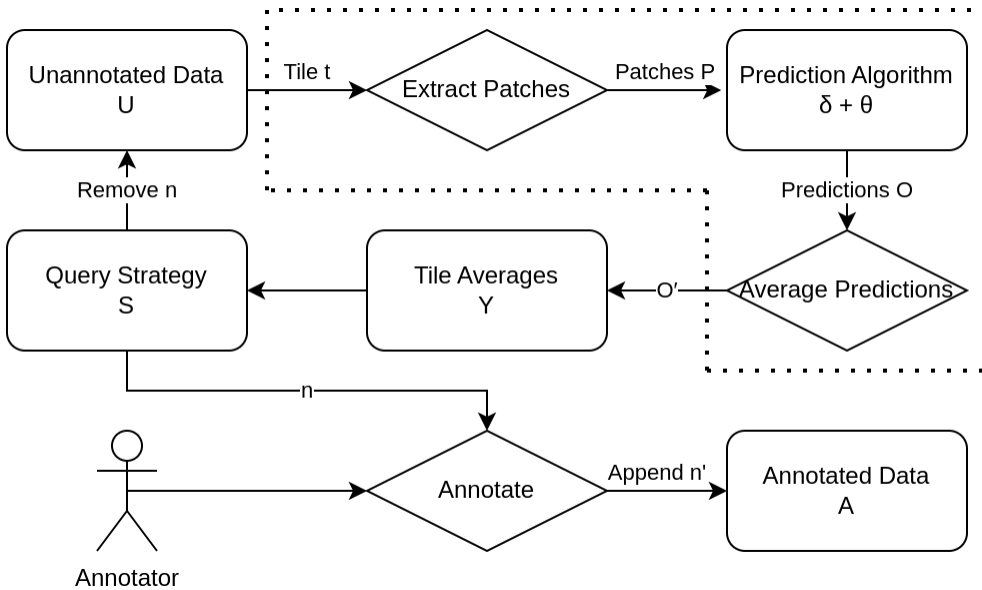 Unannotated Data
U
Tile t
Extract Patches
Patches P
Prediction Algorithm
δ + θ
Remove n
Predictions O
Query Strategy
S
Tile Averages
Y
O′
Average Predictions
n
Annotate
Append n'
Annotated Data
A
Annotator